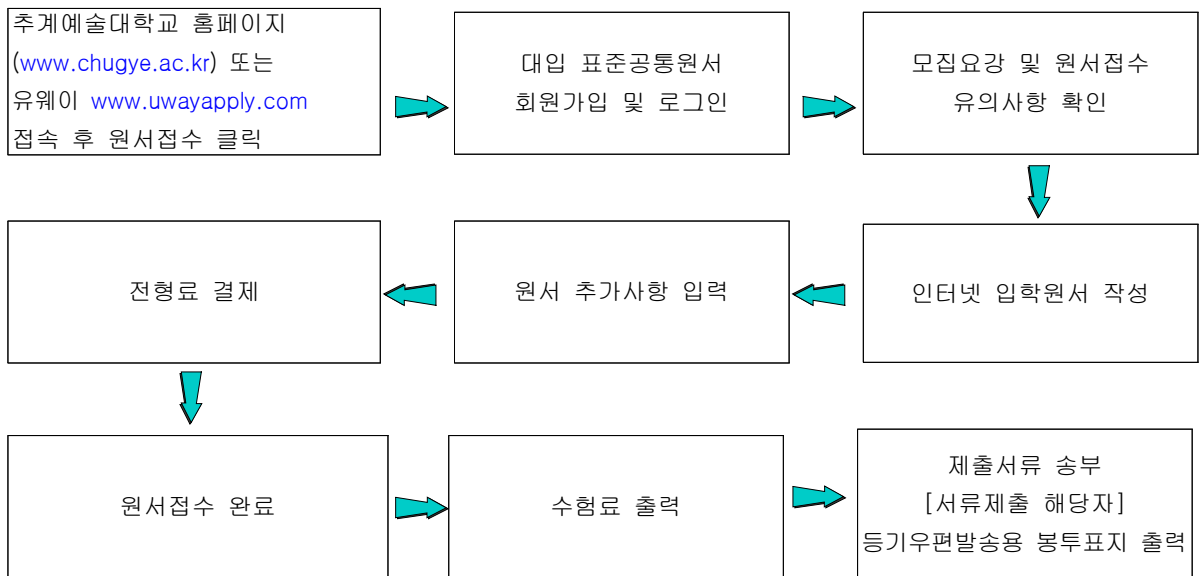 추계예술대학교 홈페이지
(www.chugye.ac.kr) 또는
유웨이 www.uwayapply.com
접속 후 원서접수 클릭
대입 표준공통원서
회원가입 및 로그인
모집요강 및 원서접수
유의사항 확인
인터넷 입학원서 작성
원서 추가사항 입력
전형료 결제
원서접수 완료
수험료 출력
제출서류 송부
[서류제출 해당자]
등기우편발송용 봉투표지 출력